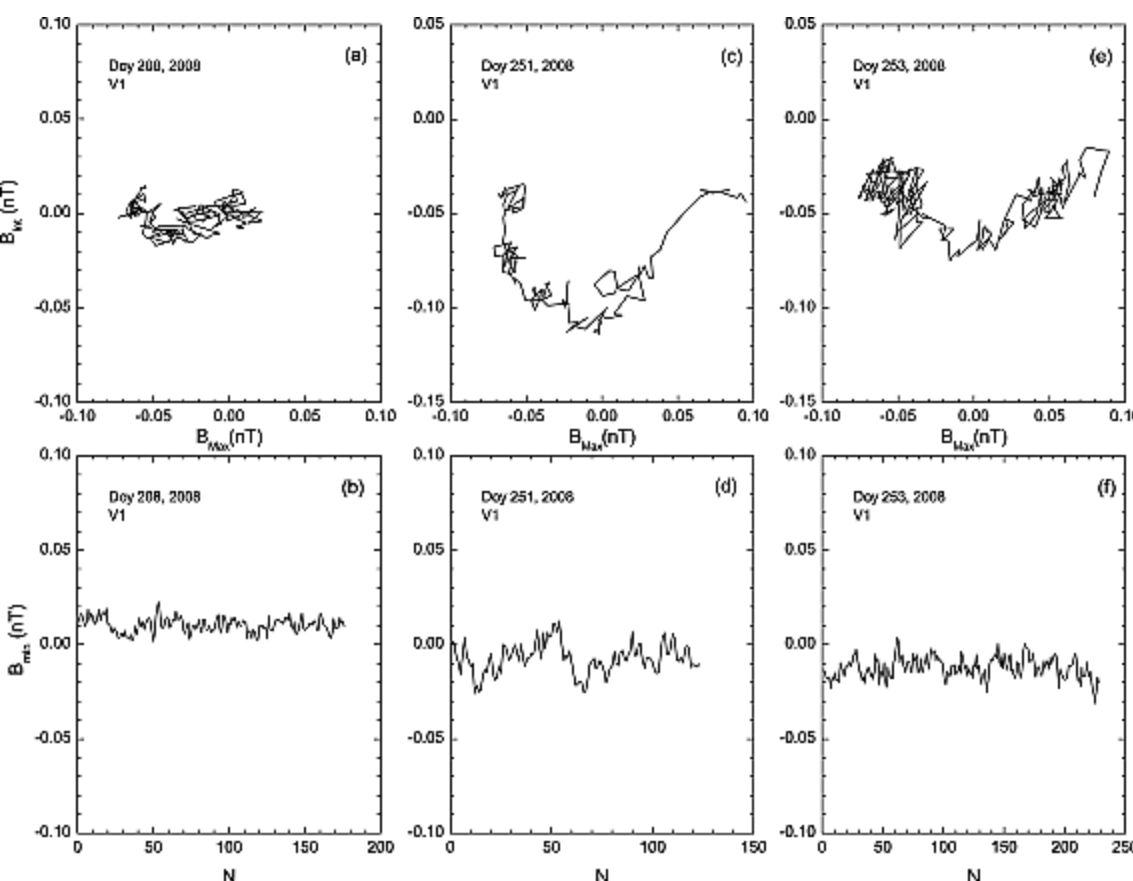 0.10 0.05 0.05
(a) (c) (e)
Day 208, 2008 Day 251, 2008 Day 253, 2008
V1 V1 V1
0.05 0.00 0.00
B_Int (nT) 0.00 -0.05 -0.05
-0.05 -0.10 -0.10
-0.10 -0.15 -0.15
-0.10 -0.05 0.00 0.05 0.10 -0.10 -0.05 0.00 0.05 0.10 -0.10 -0.05 0.00 0.05 0.10
B_Max(nT) B_Max(nT) B_Max(nT)
0.10 0.10 0.10
(b) (d) (f)
Day 208, 2008 Day 251, 2008 Day 253, 2008
V1 V1 V1
0.05 0.05 0.05
B_min (nT) 0.00 0.00 0.00
-0.05 -0.05 -0.05
-0.10 -0.10 -0.10
0 50 100 150 200 0 50 100 150 0 50 100 150 200 250
N N N